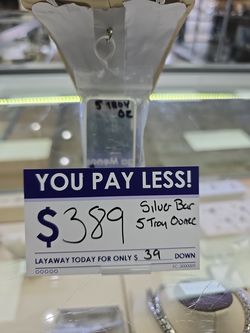 5 TROY
OZ
YOU PAY LESS!
$389 Silver Bar
5 Troy Ounce
LAYAWAY TODAY FOR ONLY $ 39 DOWN